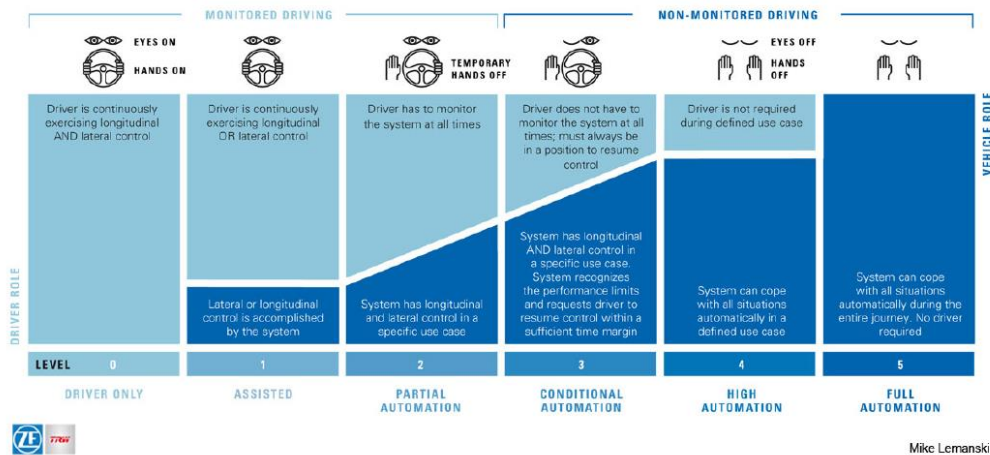 MONITORED DRIVING
NON-MONITORED DRIVING
EYES ON
HANDS ON
TEMPORARY
HANDS OFF
EYES OFF
HANDS
OFF
Driver is continuously
exercising longitudinal
AND lateral control
Driver is continuously
exercising longitudinal
OR lateral control
Driver has to monitor
the system at all times
Driver does not have to
monitor the system at all
times; must always be
in a position to resume
control
Driver is not required
during defined use case
VEHICLE ROLE
DRIVER ROLE
Lateral or longitudinal
control is accomplished
by the system
System has longitudinal
and lateral control in a
specific use case
System has longitudinal
AND lateral control in
a specific use case.
System recognizes
the performance limits
and requests driver to
resume control within a
sufficient time margin
System can cope
with all situations
automatically in a
defined use case
System can cope
with all situations
automatically during the
entire journey. No driver
required
LEVEL 0 1 2 3 4 5
DRIVER ONLY
ASSISTED
PARTIAL
AUTOMATION
CONDITIONAL
AUTOMATION
HIGH
AUTOMATION
FULL
AUTOMATION
ZF TRW
Mike Lemanski